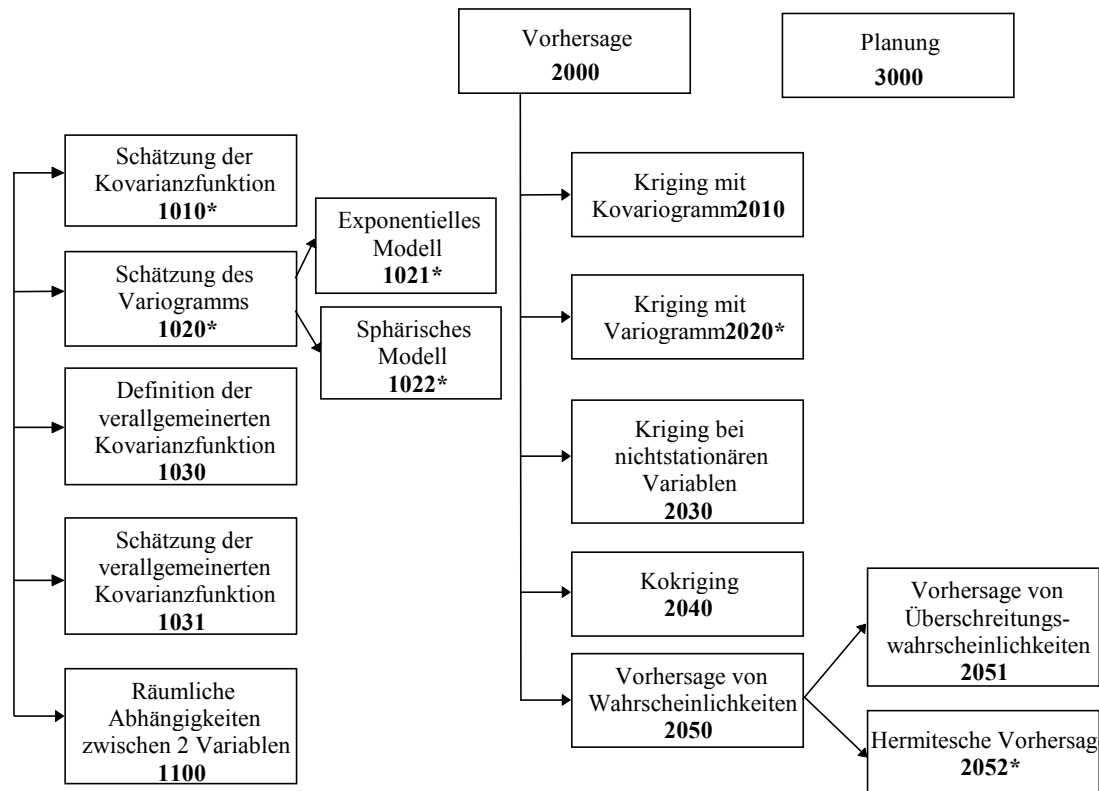 Vorhersage
2000
Planung
3000
Schätzung der
Kovarianzfunktion
1010*
Schätzung des
Variogramms
1020*
Exponentielles
Modell
1021*
Sphärisches
Modell
1022*
Definition der
verallgemeinerten
Kovarianzfunktion
1030
Schätzung der
verallgemeinerten
Kovarianzfunktion
1031
Räumliche
Abhängigkeiten
zwischen 2 Variablen
1100
Kriging mit
Kovariogramm2010
Kriging mit
Variogramm2020*
Kriging bei
nichtstationären
Variablen
2030
Kokriging
2040
Vorhersage von
Wahrscheinlichkeiten
2050
Vorhersage von
Überschreitungs-
wahrscheinlichkeiten
2051
Hermitesche Vorhersage
2052*